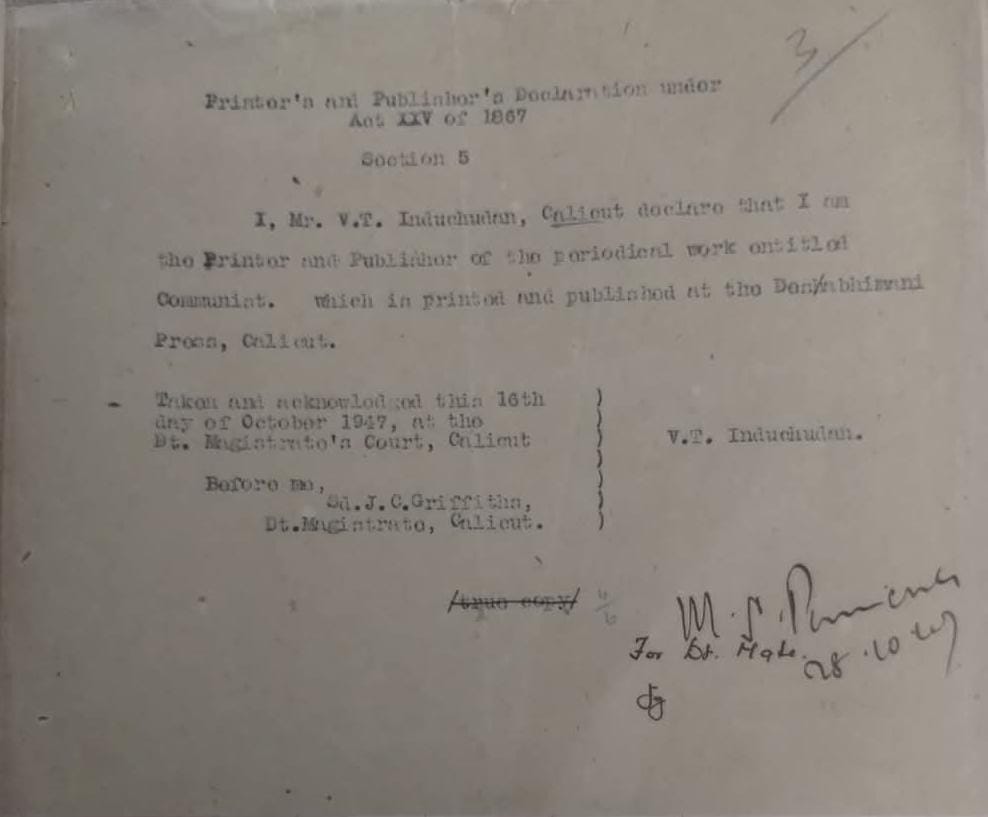 3
Printer's and Publisher's Declaration under
Act XXV of 1867
Section 5
I, Mr. V.T. Induchudan, Calicut declare that I am
the Printer and Publisher of the periodical work entitled
Communist. which is printed and published at the Des/abhimani
Press, Calicut.
Taken and acknowledged this 16th
day of October 1947, at the
Dt. Magistrate's Court, Calicut
V.T. Induchudan.
Before me,
Sd.J.C.Griffiths,
Dt.Magistrate, Calicut.
/true copy/
For Dt. Mate.
28.10.47